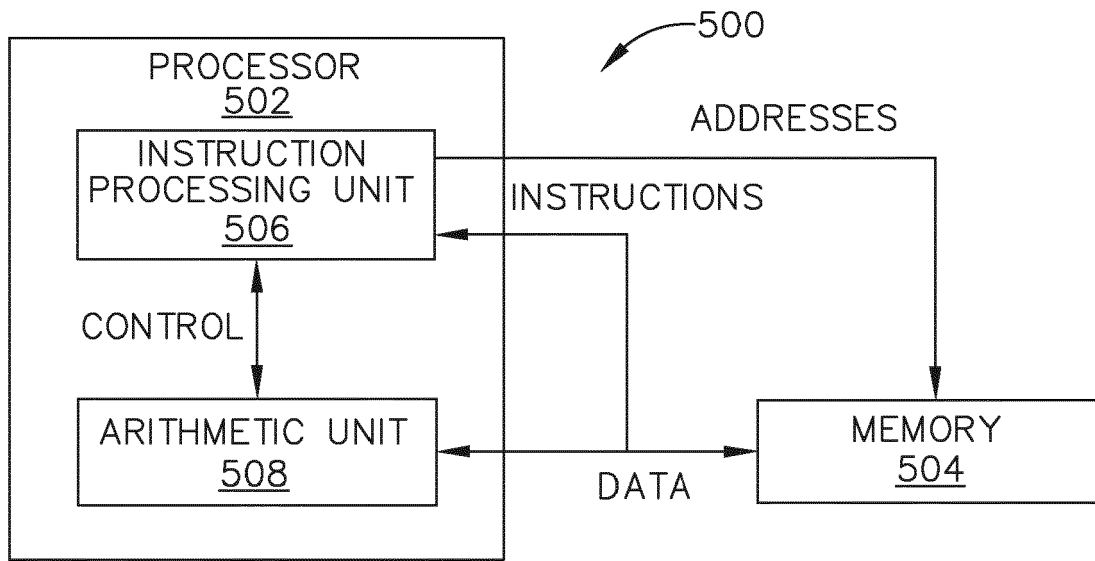 500
PROCESSOR
502
ADDRESSES
INSTRUCTION
PROCESSING UNIT
506
INSTRUCTIONS
CONTROL
ARITHMETIC UNIT
508
DATA
MEMORY
504